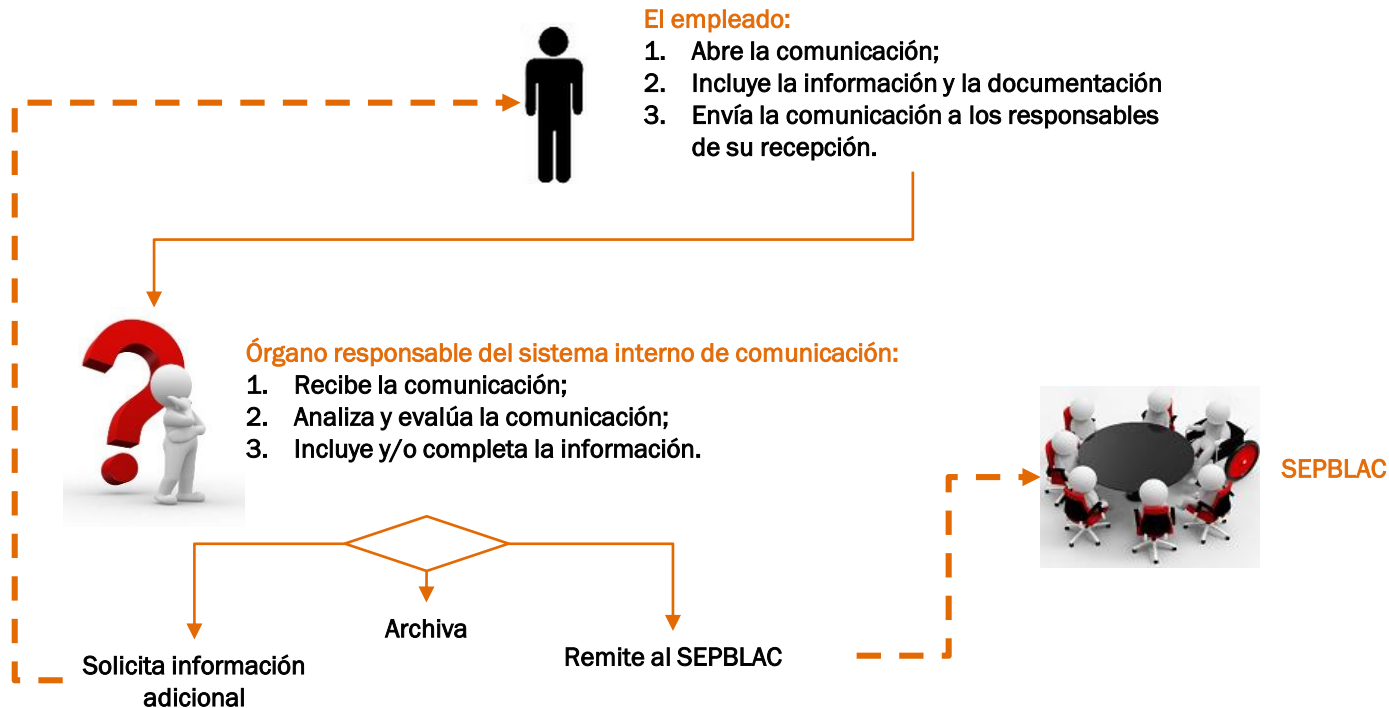 El empleado:
1. Abre la comunicación;
2. Incluye la información y la documentación
3. Envía la comunicación a los responsables
de su recepción.
Órgano responsable del sistema interno de comunicación:
1. Recibe la comunicación;
2. Analiza y evalúa la comunicación;
3. Incluye y/o completa la información.
SEPBLAC
Archiva
Remite al SEPBLAC
Solicita información
adicional